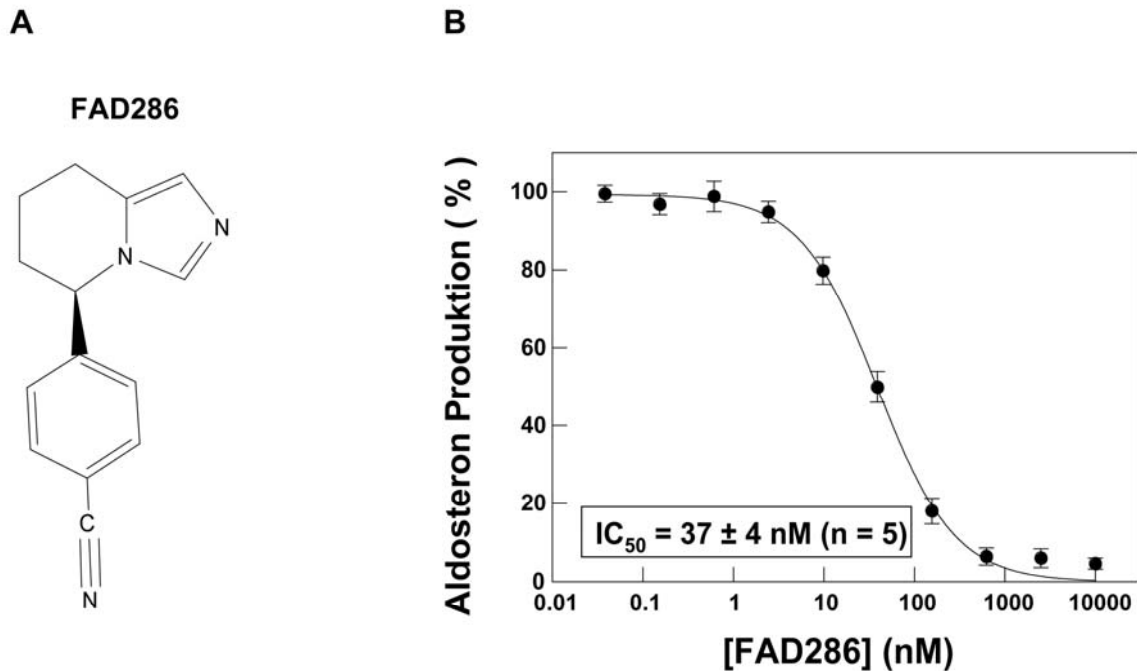 A
B
FAD286
N
N
C
N
Aldosteron Produktion ( % )
100
80
60
40
20
0
IC50 = 37 ± 4 nM (n = 5)
0.01 0.1 1 10 100 1000 10000
[FAD286] (nM)